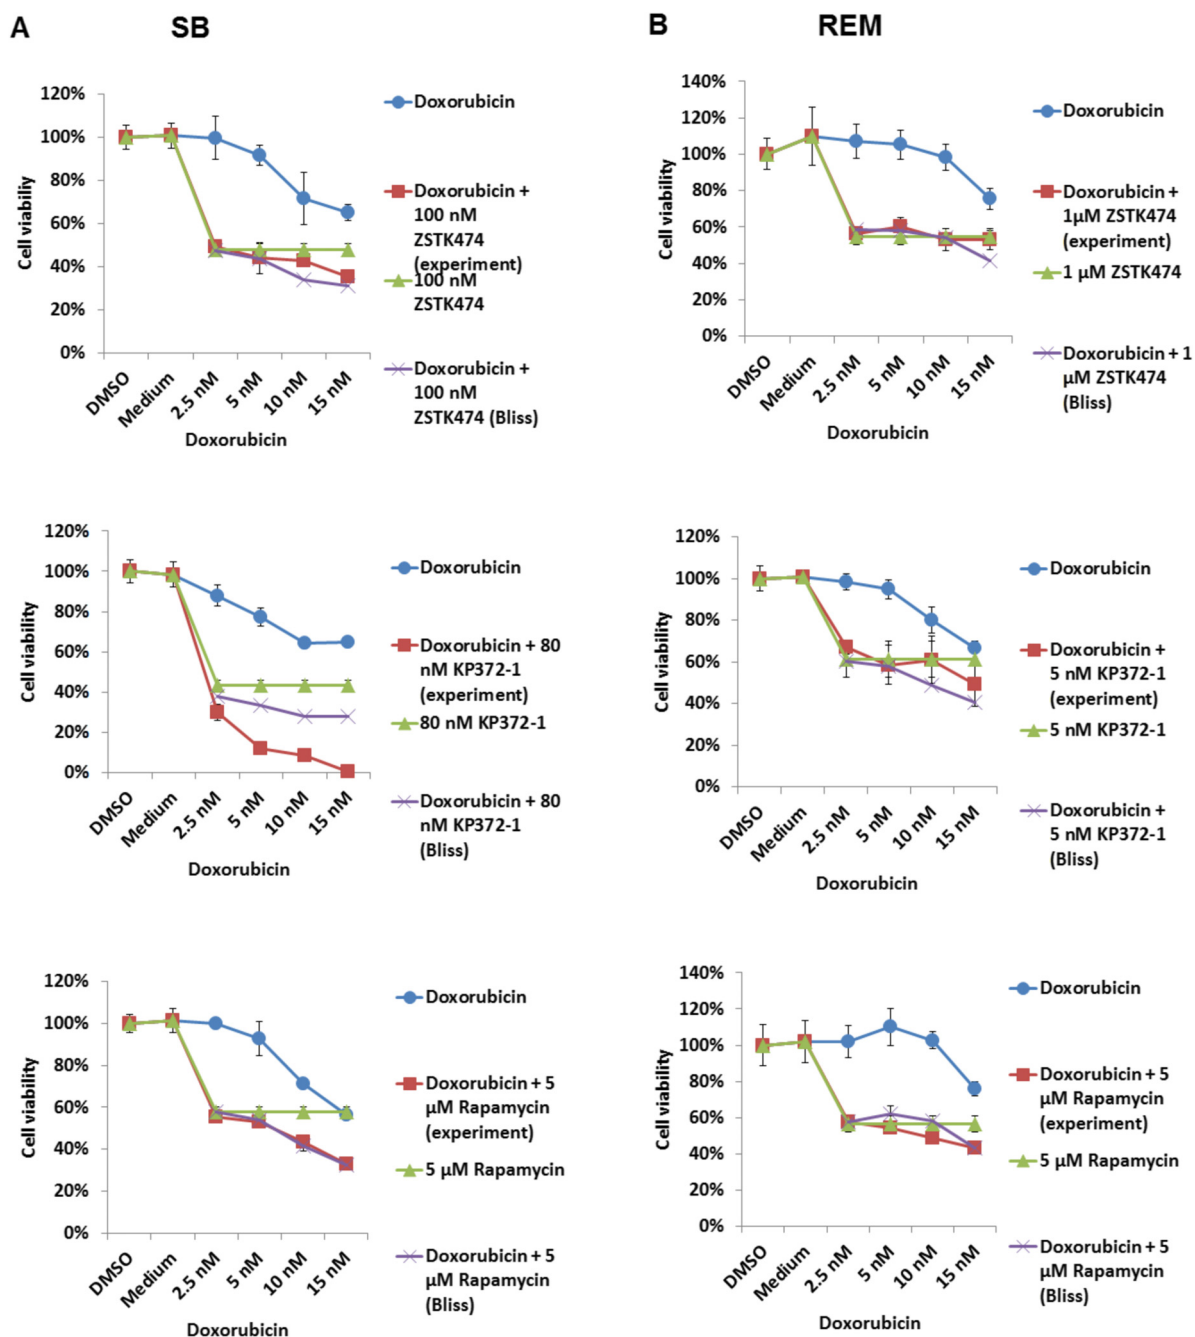 A
SB
120%
100%
80%
60%
40%
20%
0%
Cell viability
DMSO
Medium
2.5 nM
5 nM
10 nM
15 nM
Doxorubicin
Doxorubicin
Doxorubicin +
100 nM
ZSTK474
(experiment)
100 nM
ZSTK474
Doxorubicin +
100 nM
ZSTK474 (Bliss)
B
REM
140%
120%
100%
80%
60%
40%
20%
0%
Cell viability
DMSO
Medium
2.5 nM
5 nM
10 nM
15 nM
Doxorubicin
Doxorubicin
Doxorubicin +
1µM ZSTK474
(experiment)
1 µM ZSTK474
Doxorubicin + 1
µM ZSTK474
(Bliss)
120%
100%
80%
60%
40%
20%
0%
Cell viability
DMSO
Medium
2.5 nM
5 nM
10 nM
15 nM
Doxorubicin
Doxorubicin
Doxorubicin + 80
nM KP372-1
(experiment)
80 nM KP372-1
Doxorubicin + 80
nM KP372-1
(Bliss)
120%
100%
80%
60%
40%
20%
0%
Cell viability
DMSO
Medium
2.5 nM
5 nM
10 nM
15 nM
Doxorubicin
Doxorubicin
Doxorubicin +
5 nM KP372-1
(experiment)
5 nM KP372-1
Doxorubicin +
5 nM KP372-1
(Bliss)
120%
100%
80%
60%
40%
20%
0%
Cell viability
DMSO
Medium
2.5 nM
5 nM
10 nM
15 nM
Doxorubicin
Doxorubicin
Doxorubicin + 5
µM Rapamycin
(experiment)
5 µM Rapamycin
Doxorubicin + 5
µM Rapamycin
(Bliss)
140%
120%
100%
80%
60%
40%
20%
0%
Cell viability
DMSO
Medium
2.5 nM
5 nM
10 nM
15 nM
Doxorubicin
Doxorubicin
Doxorubicin + 5
µM Rapamycin
(experiment)
5 µM Rapamycin
Doxorubicin + 5
µM Rapamycin
(Bliss)